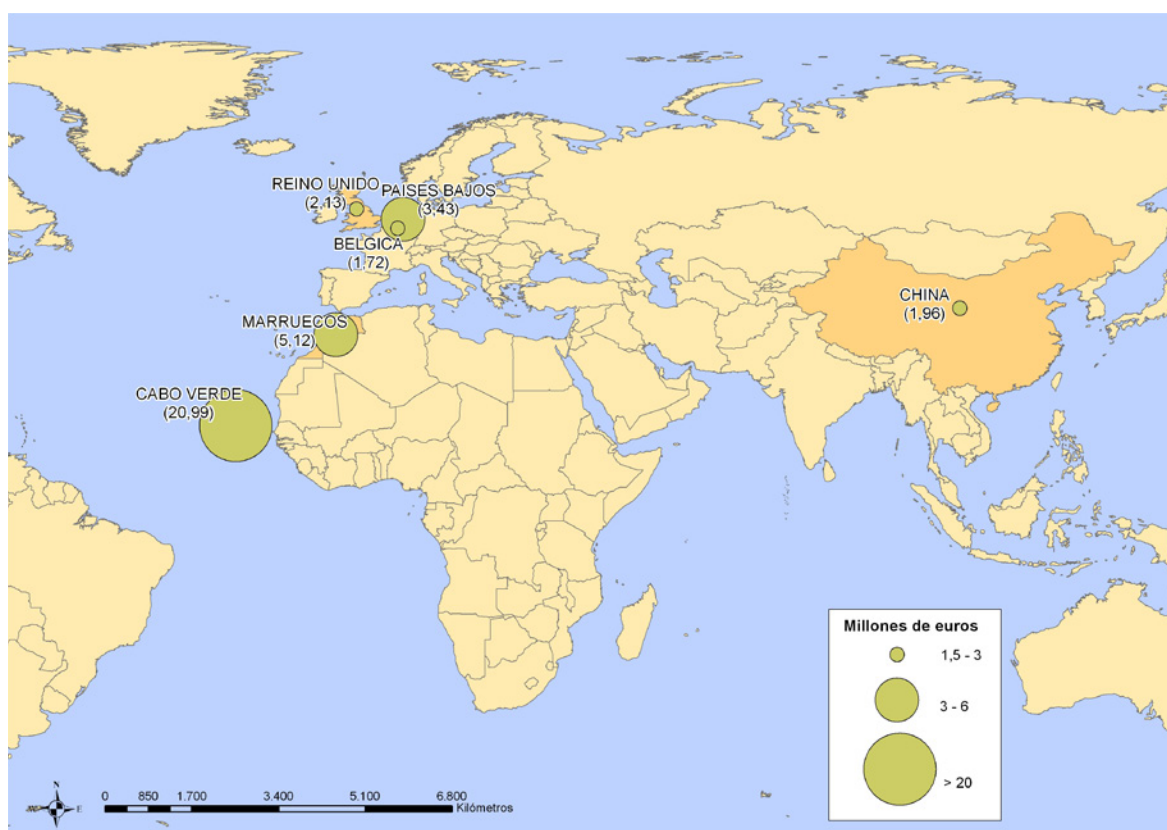 REINO UNIDO
(2,13)
PAISES BAJOS
(3,43)
BELGICA
(1,72)
CHINA
(1,96)
MARRUECOS
(5,12)
CABO VERDE
(20,99)
Millones de euros
1,5 - 3
3 - 6
> 20
N
E
0 850 1.700 3.400 5.100 6.800
Kilómetros